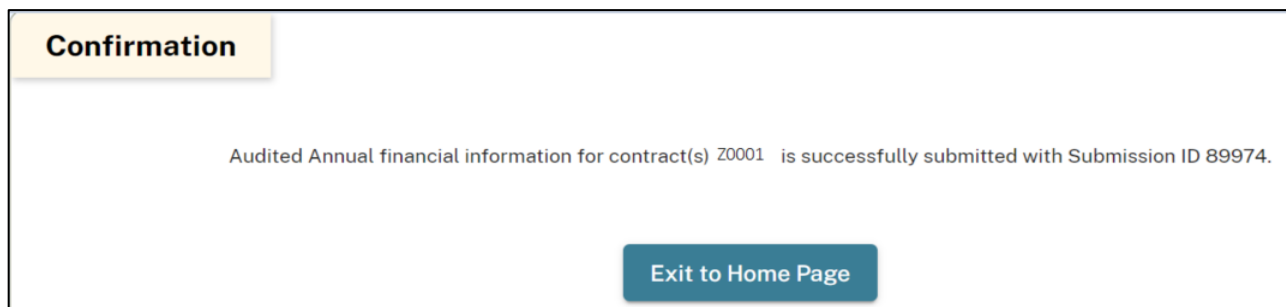 Confirmation
Audited Annual financial information for contract(s) Z0001 is successfully submitted with Submission ID 89974.
Exit to Home Page